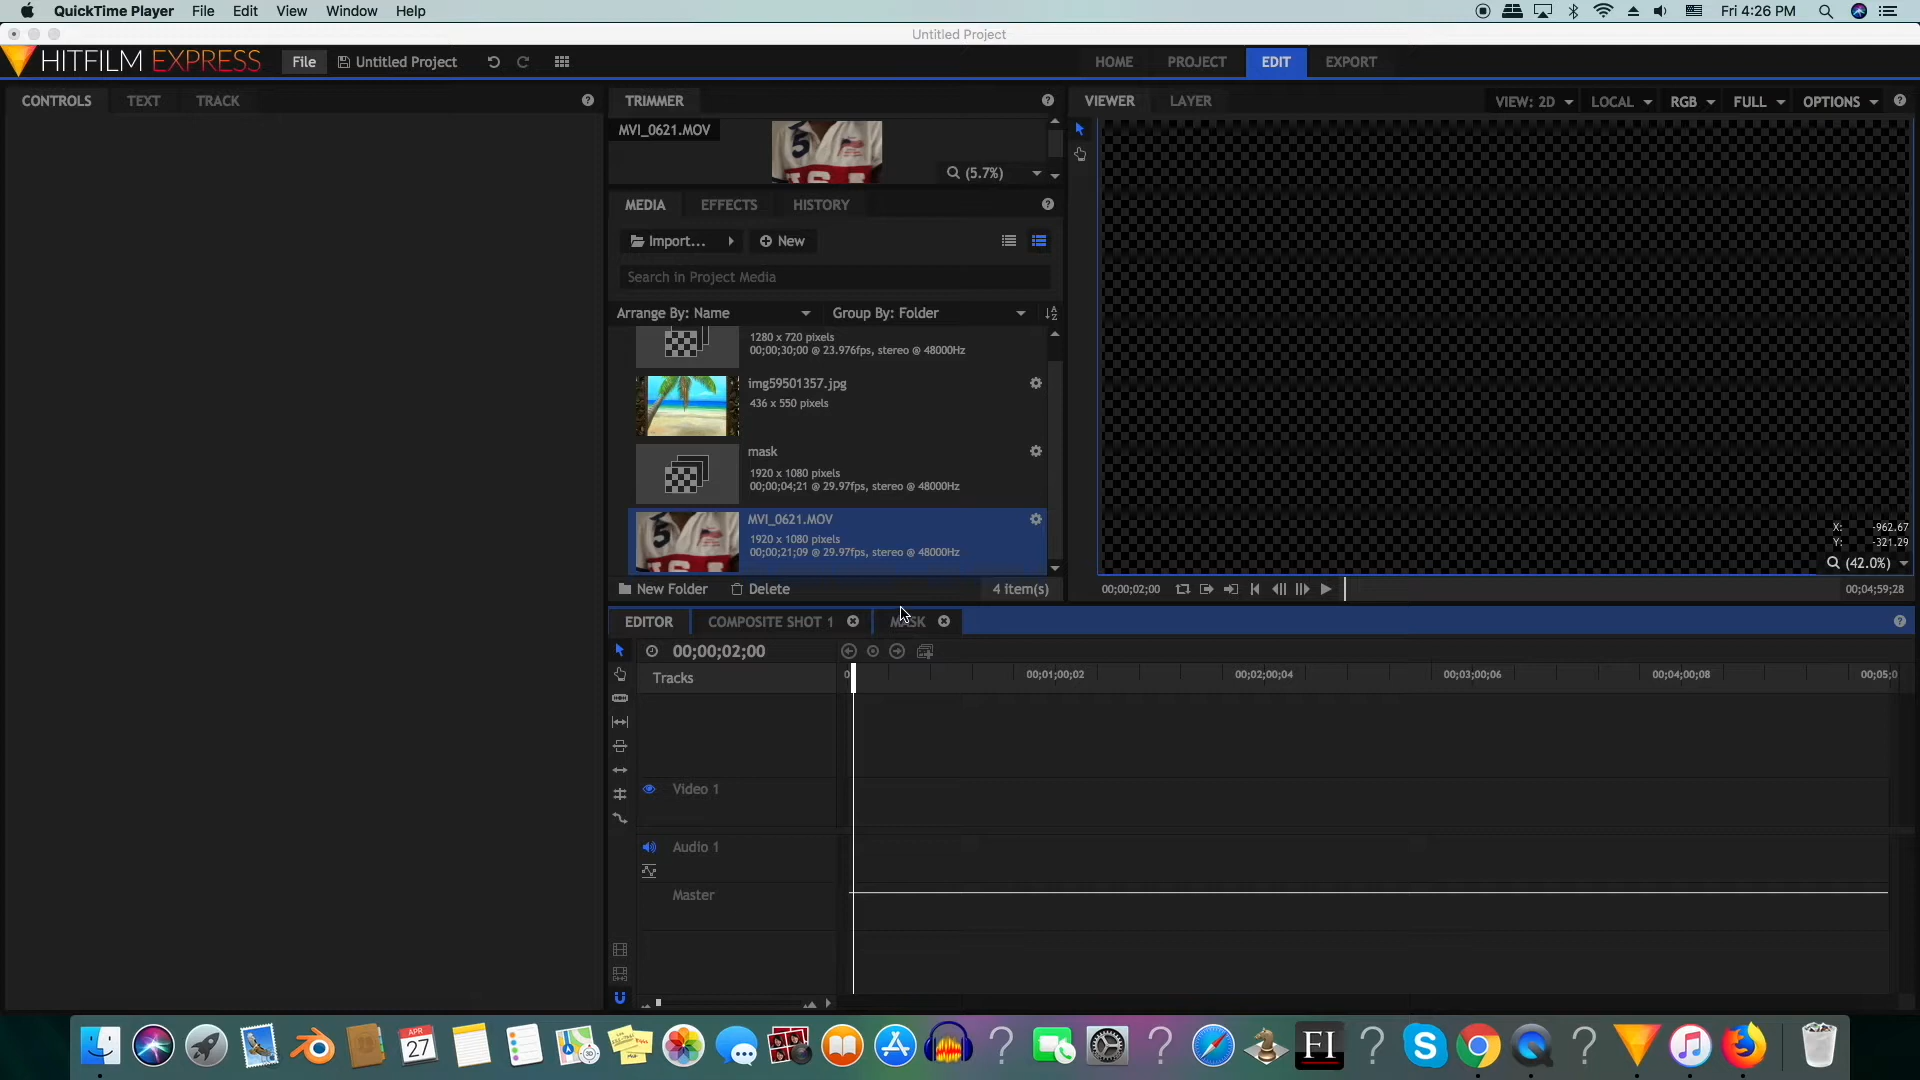 QuickTime Player File Edit View Window Help Fri 4:26 PM
Untitled Project
HITFILM EXPRESS File Untitled Project HOME PROJECT EDIT EXPORT
CONTROLS TEXT TRACK TRIMMER VIEWER LAYER VIEW: 2D LOCAL RGB FULL OPTIONS
MVI_0621.MOV
(5.7%)
MEDIA EFFECTS HISTORY
Import... New
Search in Project Media
Arrange By: Name Group By: Folder
1280 x 720 pixels
00;00;30;00 @ 23.976fps, stereo @ 48000Hz
img59501357.jpg
436 x 550 pixels
mask
1920 x 1080 pixels
00;00;04;21 @ 29.97fps, stereo @ 48000Hz
MVI_0621.MOV
1920 x 1080 pixels
00;00;21;09 @ 29.97fps, stereo @ 48000Hz
X: -962.67
Y: -321.29
(42.0%)
New Folder Delete 4 item(s)
00;00;02;00 00;04;59;28
EDITOR COMPOSITE SHOT 1 MASK
00;00;02;00
Tracks 0 00;01;00;02 00;02;00;04 00;03;00;06 00;04;00;08 00;05;0
Video 1
Audio 1
Master
APR
27
FI